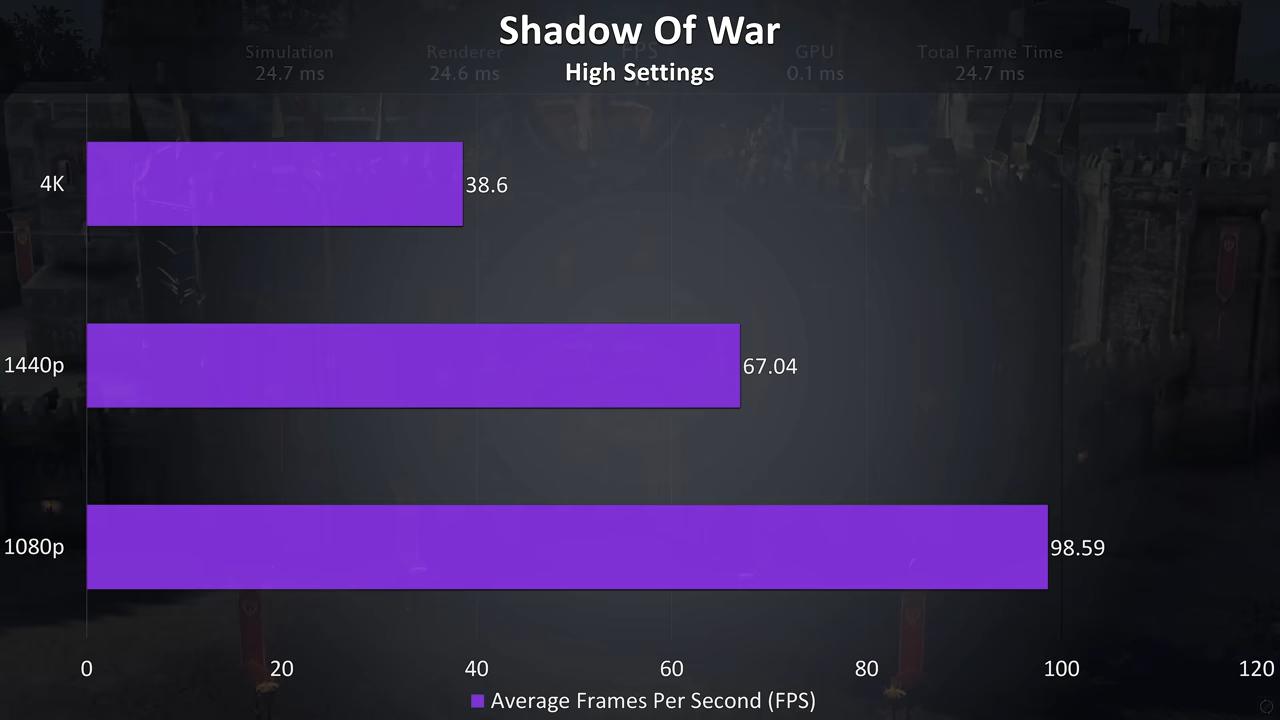 Shadow Of War
Simulation Renderer FPS GPU Total Frame Time
24.7 ms 24.6 ms High Settings 0.1 ms 24.7 ms
4K 38.6
1440p 67.04
1080p 98.59
0 20 40 60 80 100 120
Average Frames Per Second (FPS)